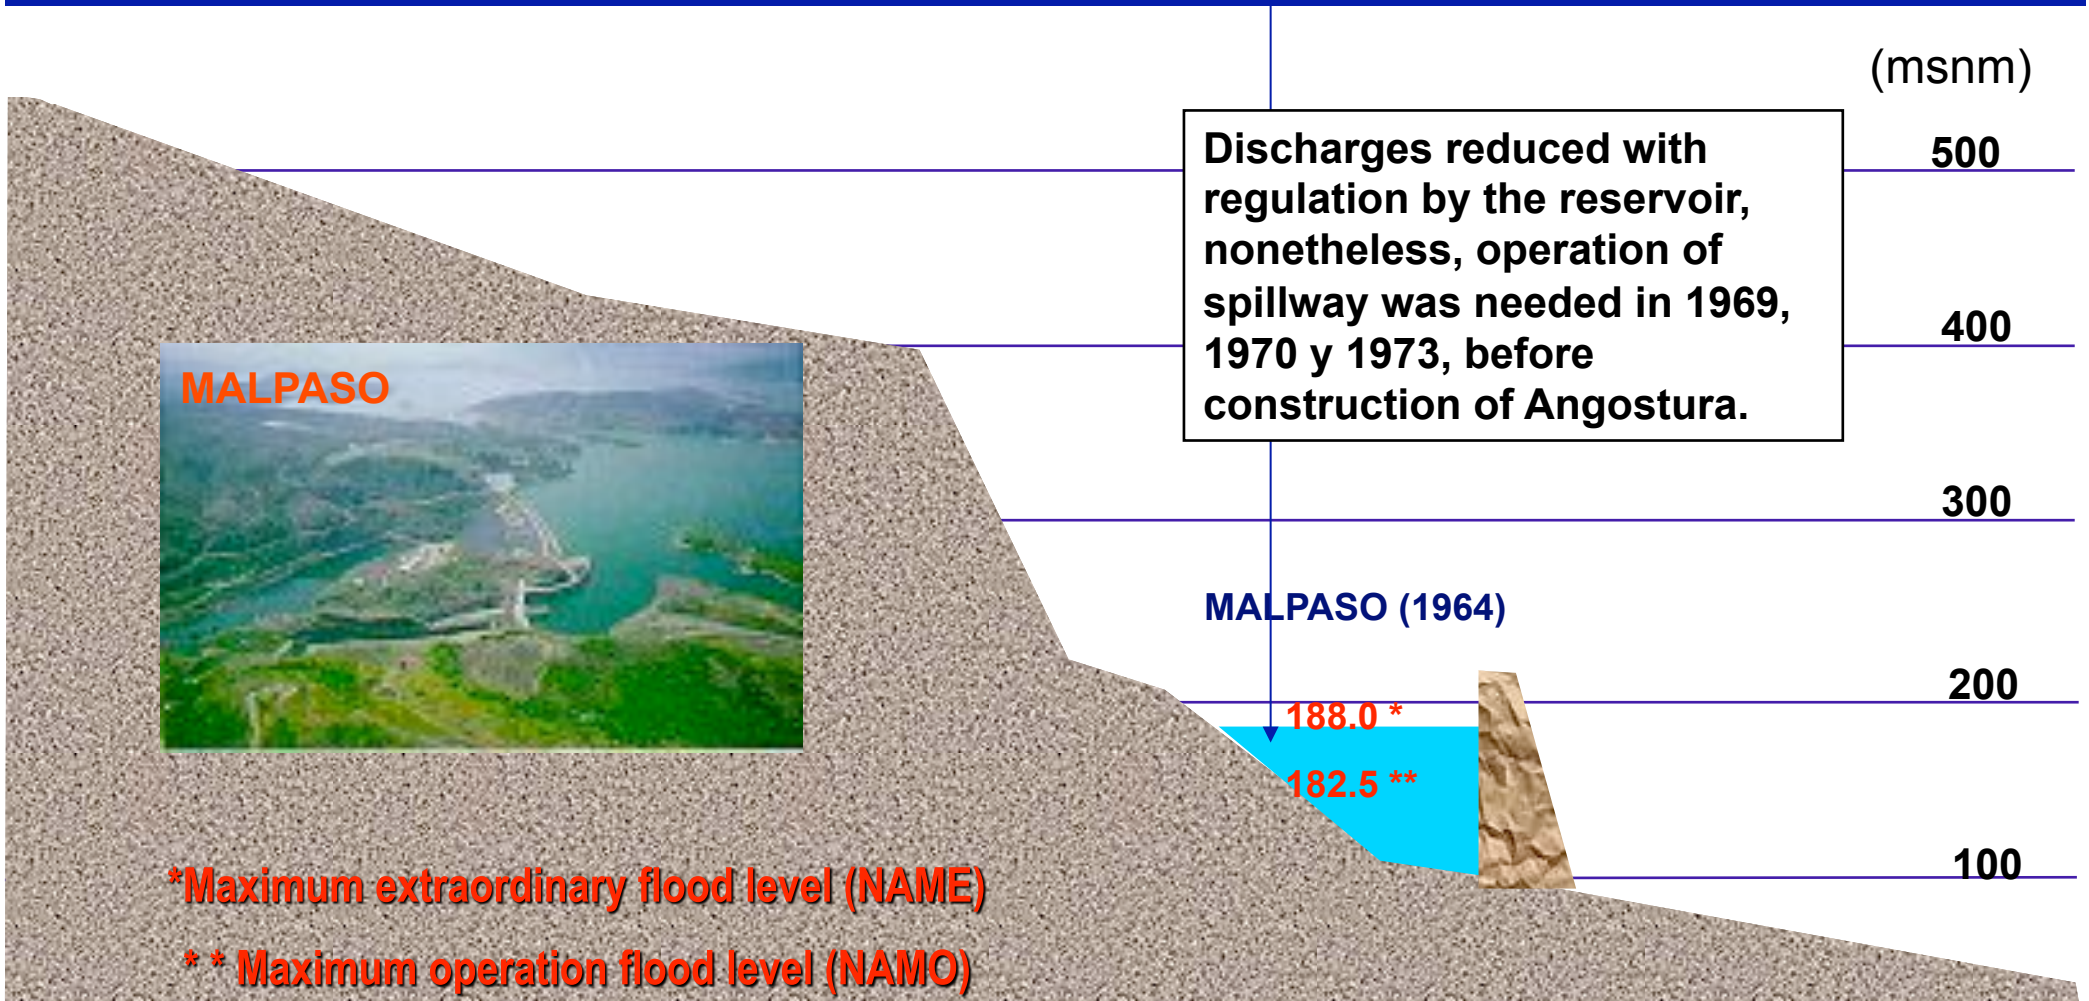 (msnm)
Discharges reduced with
regulation by the reservoir,
nonetheless, operation of
spillway was needed in 1969,
1970 y 1973, before
construction of Angostura.
500
400
MALPASO
300
MALPASO (1964)
200
188.0 *
182.5 **
100
*Maximum extraordinary flood level (NAME)
* * Maximum operation flood level (NAMO)